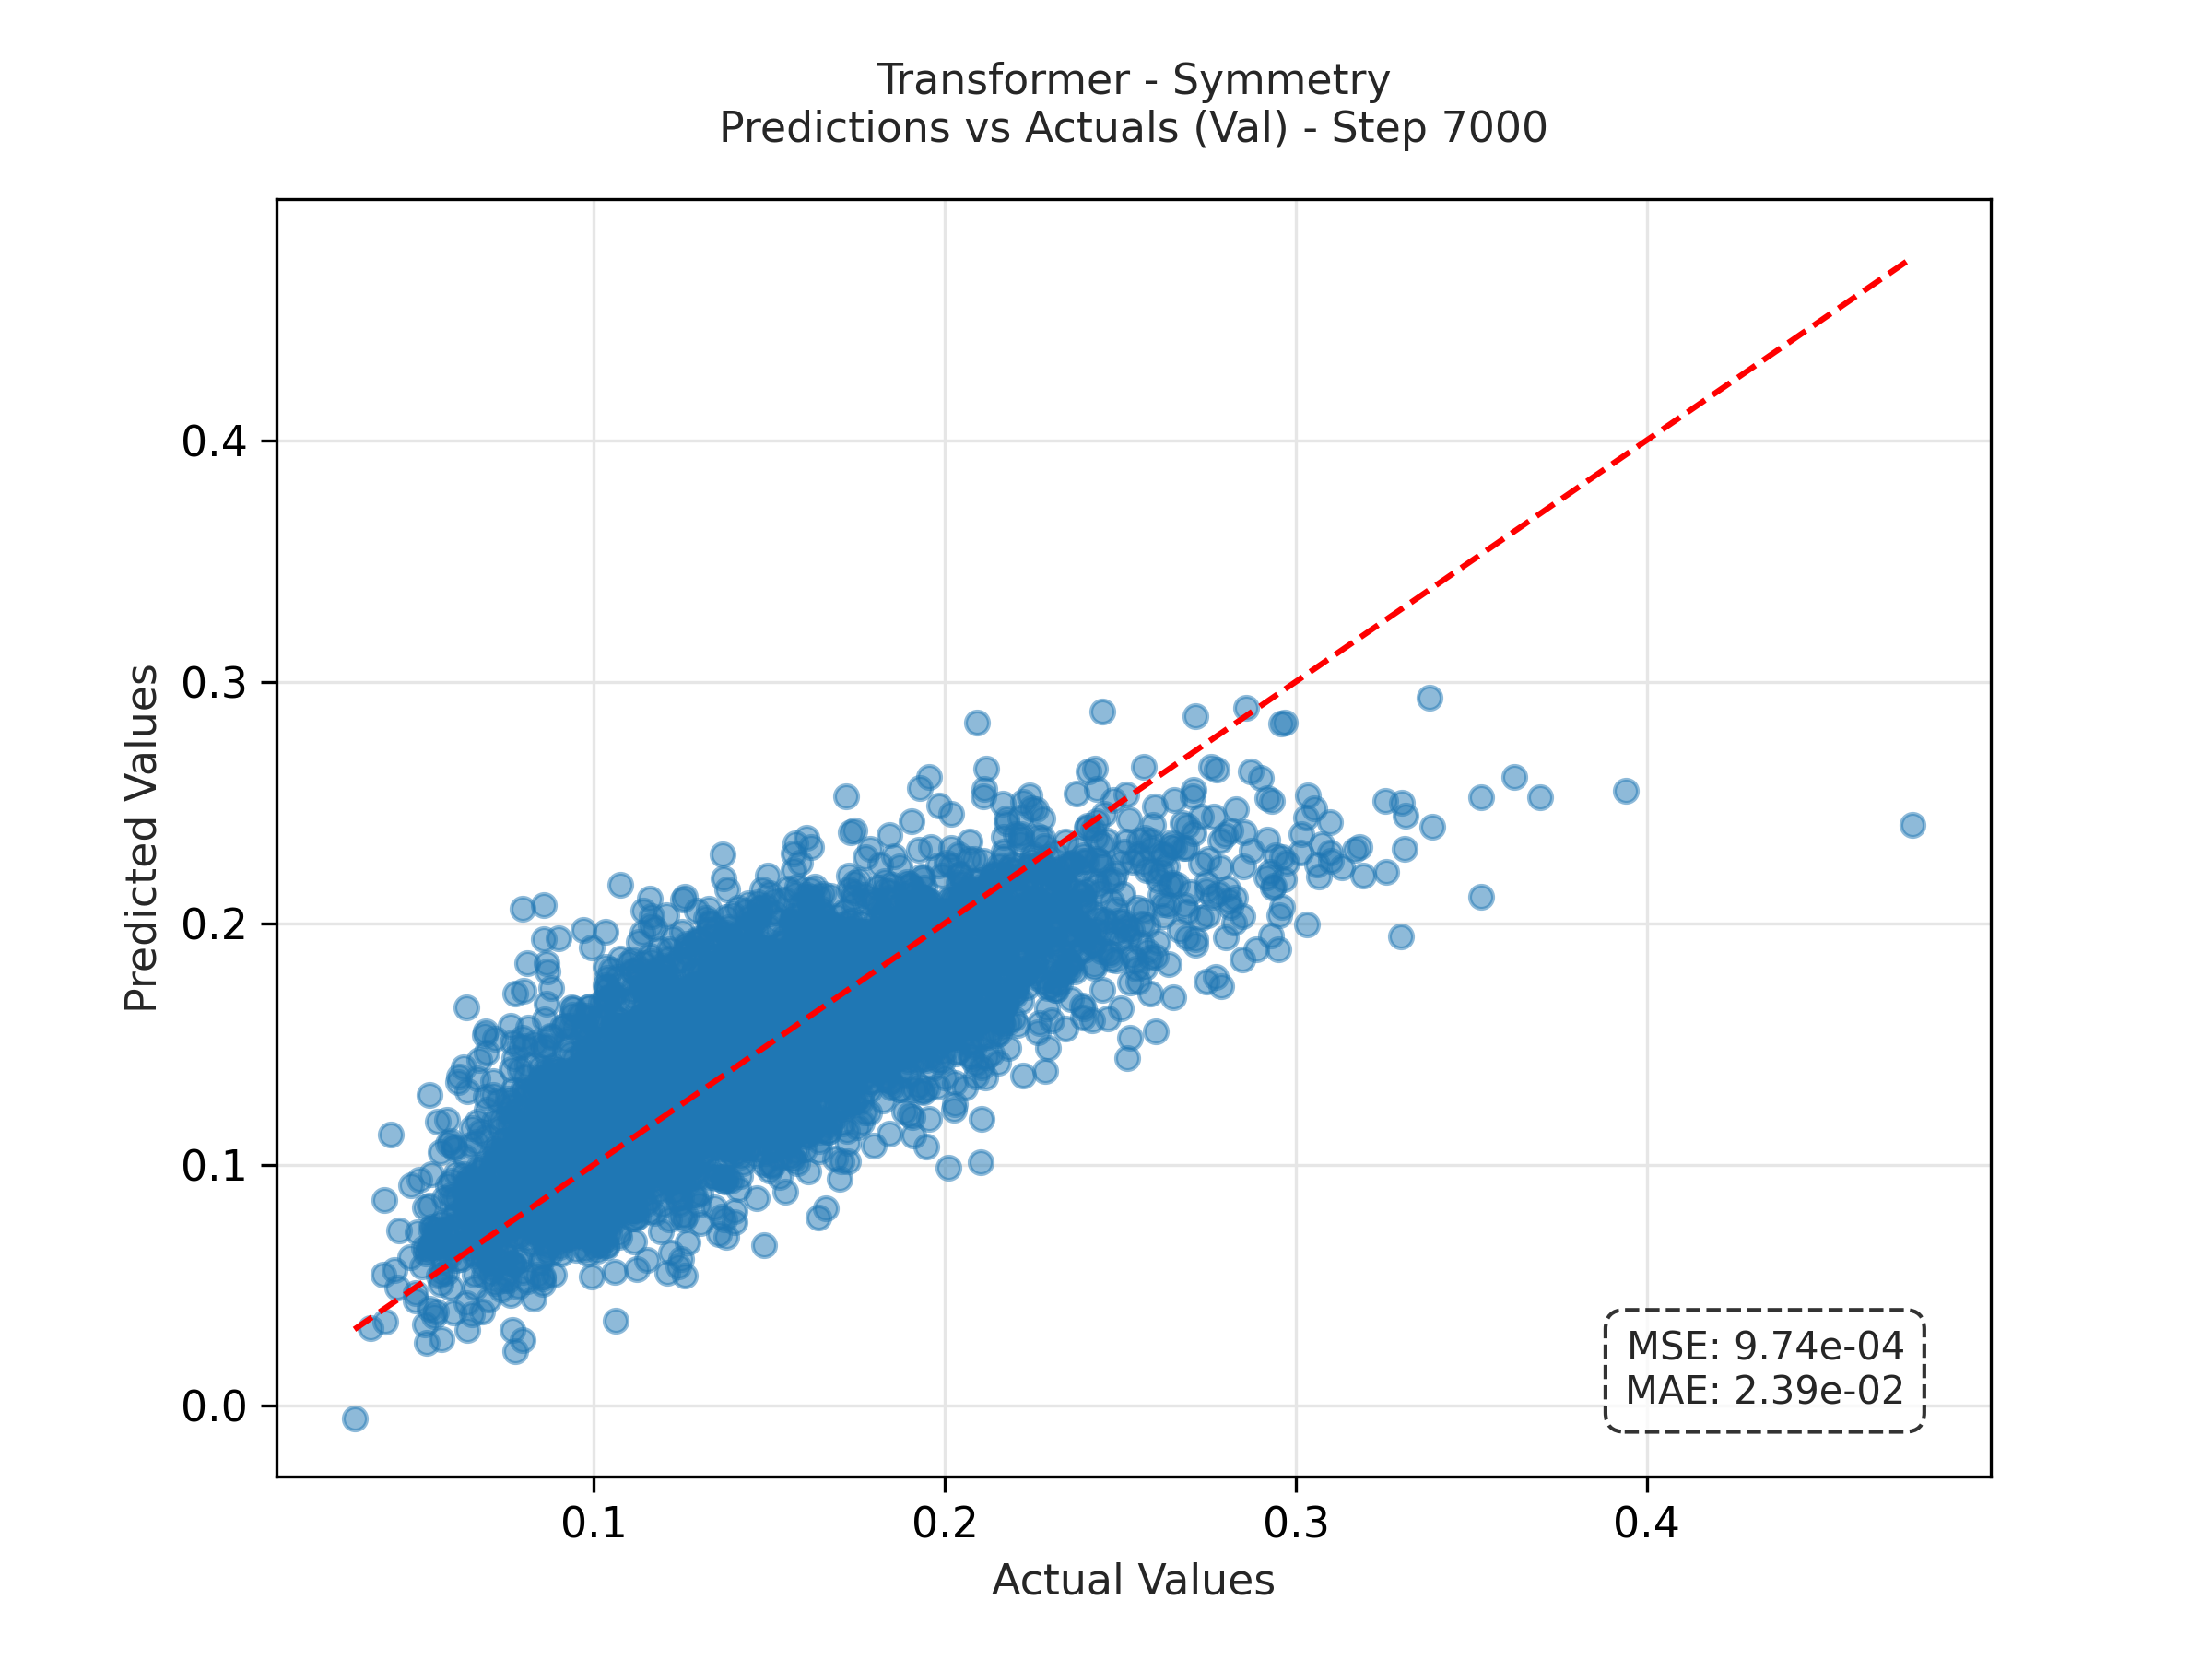 Transformer - Symmetry
Predictions vs Actuals (Val) - Step 7000
Predicted Values
0.4
0.3
0.2
0.1
0.0
MSE: 9.74e-04
MAE: 2.39e-02
0.1
0.2
0.3
0.4
Actual Values